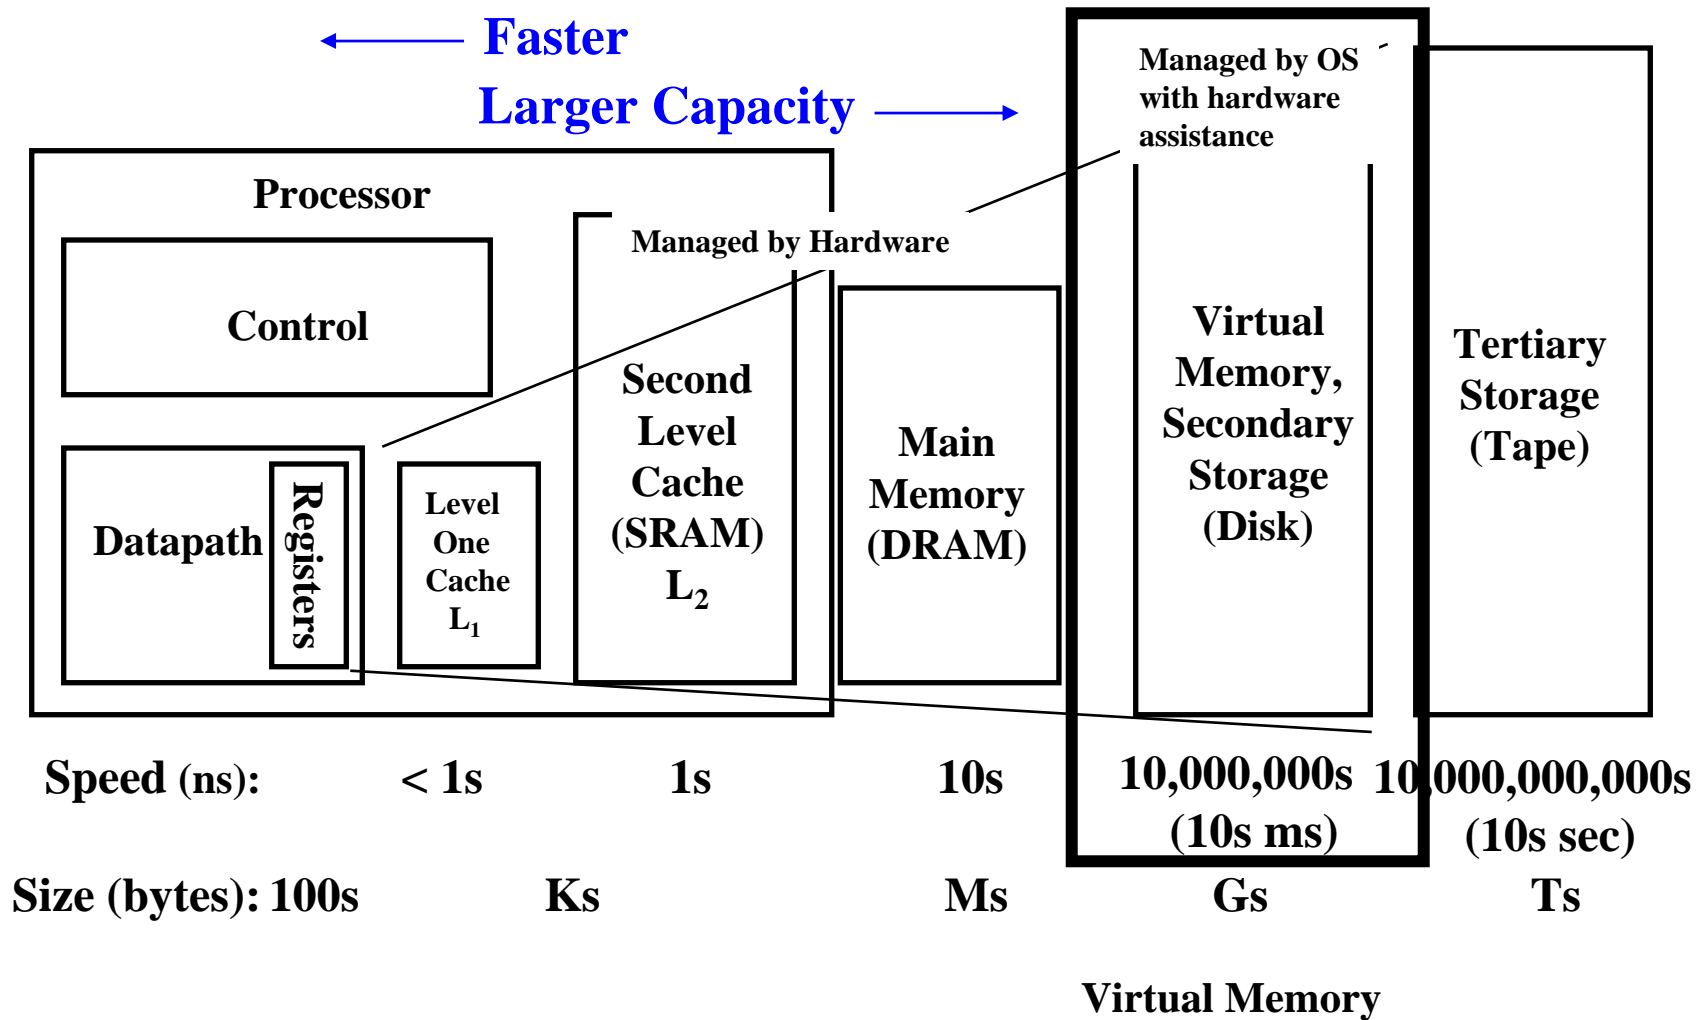 Faster
Larger Capacity
Managed by OS
with hardware
assistance
Processor
Managed by Hardware
Control
Datapath
Registers
Level
One
Cache
L₁
Second
Level
Cache
(SRAM)
L₂
Main
Memory
(DRAM)
Virtual
Memory,
Secondary
Storage
(Disk)
Tertiary
Storage
(Tape)
Speed (ns): < 1s 1s 10s 10,000,000s 10,000,000,000s
(10s ms) (10s sec)
Size (bytes): 100s Ks Ms Gs Ts
Virtual Memory